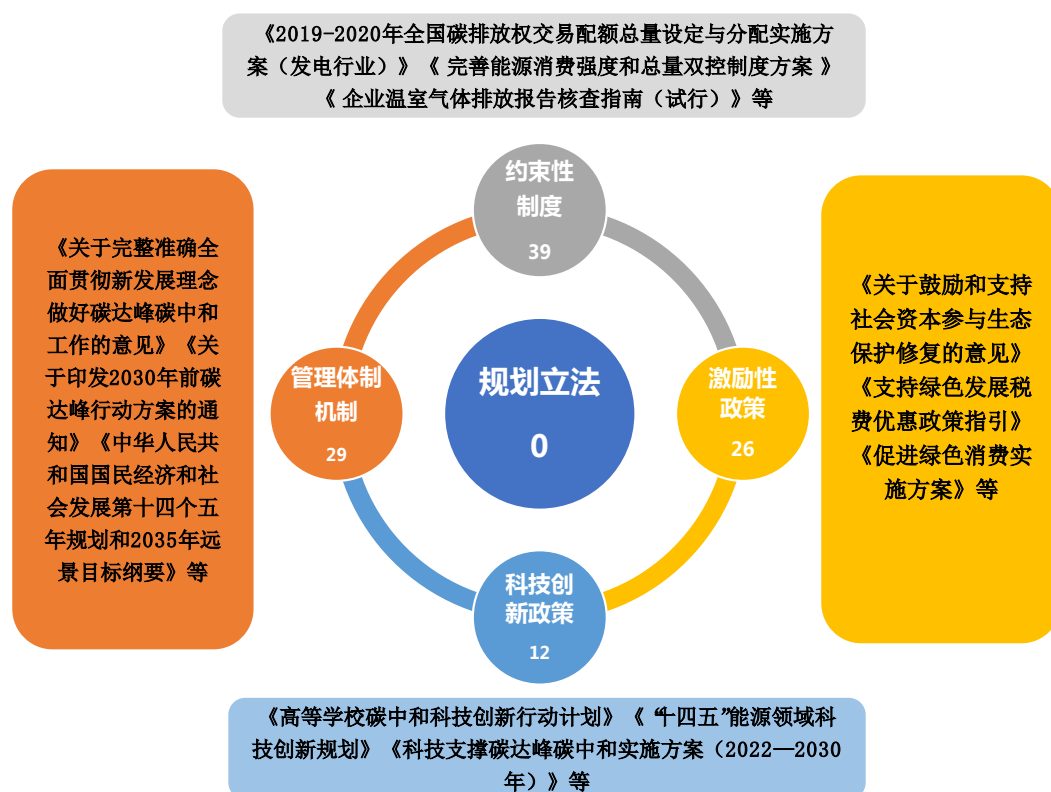 《2019-2020年全国碳排放权交易配额总量设定与分配实施方
案（发电行业）》《 完善能源消费强度和总量双控制度方案 》
《 企业温室气体排放报告核查指南（试行）》等
约束性
制度
39
《关于完整准确全
面贯彻新发展理念
做好碳达峰碳中和
工作的意见》《关
于印发2030年前碳
达峰行动方案的通
知》《中华人民共
和国国民经济和社
会发展第十四个五
年规划和2035年远
景目标纲要》等
管理体制
机制
29
规划立法
0
激励性
政策
26
《关于鼓励和支持
社会资本参与生态
保护修复的意见》
《支持绿色发展税
费优惠政策指引》
《促进绿色消费实
施方案》等
科技创
新政策
12
《高等学校碳中和科技创新行动计划》《 “十四五”能源领域科
技创新规划》《科技支撑碳达峰碳中和实施方案（2022—2030
年）》等